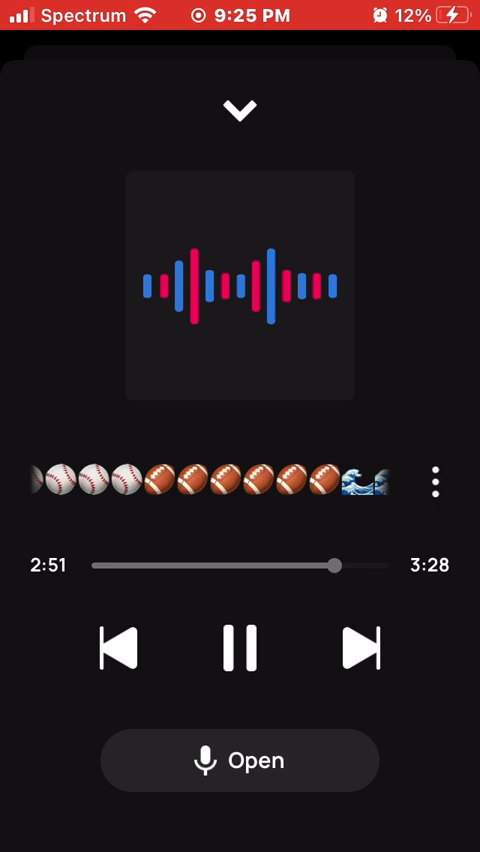 Spectrum 9:25 PM 12%
⚾⚾⚾⚾🏈🏈🏈🏈🏈🏈🌊🌊
2:51 3:28
Open